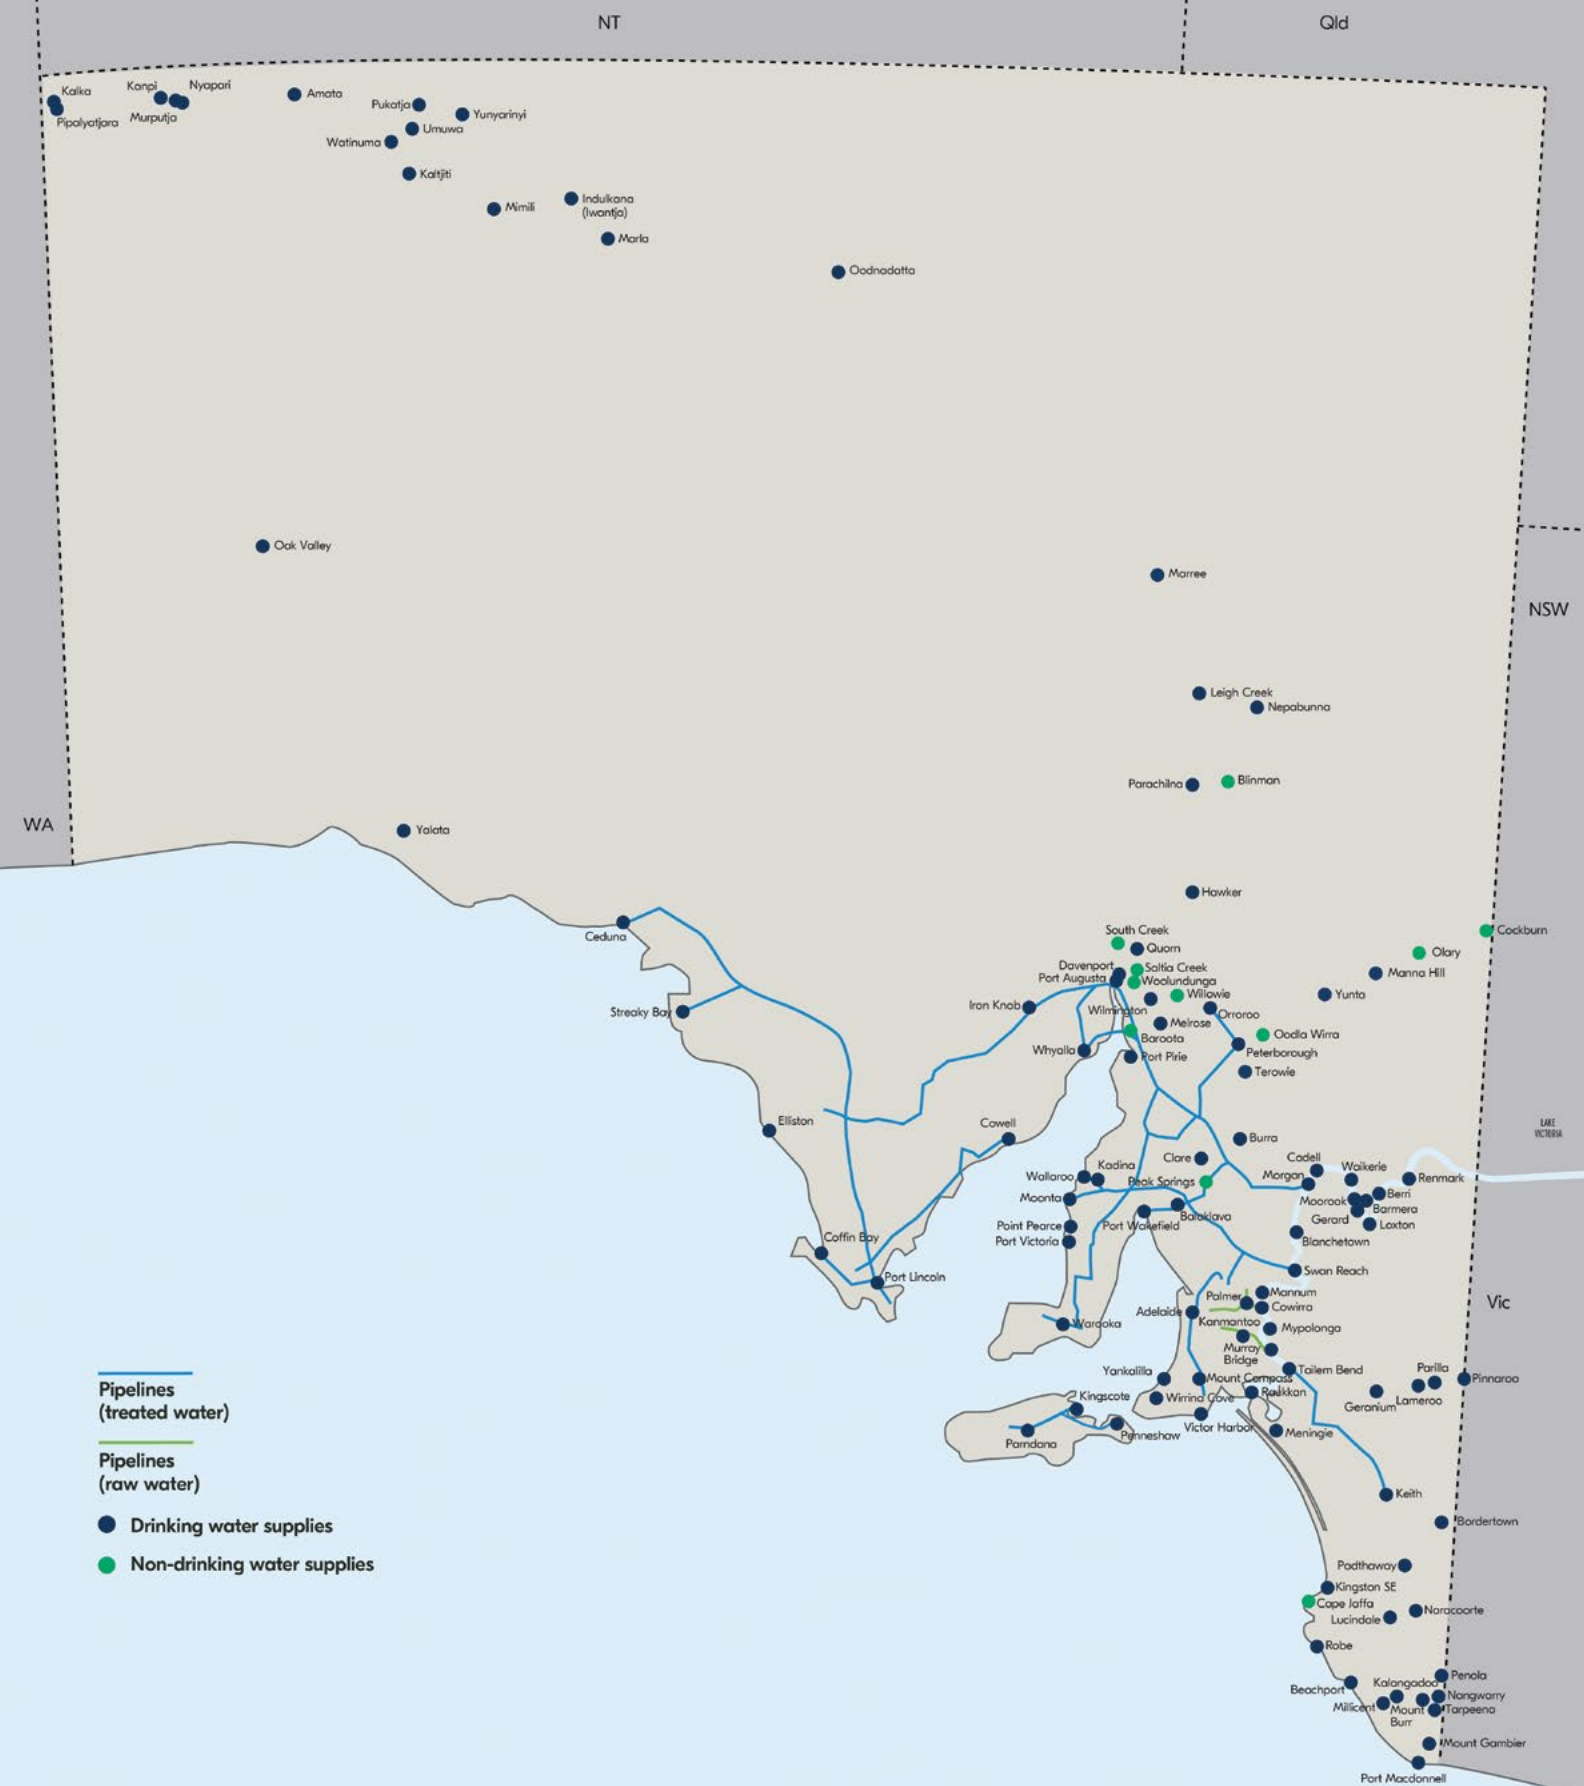 NT
Qld
Kalka
Kanpi
Nyapari
Amata
Pukatja
Yunyarinyi
Pipalyatjara
Murputja
Umuwa
Watinuma
Kaltjiti
Mimili
Indulkana
(Iwantja)
Marla
Oodnadatta
Oak Valley
Marree
NSW
Leigh Creek
Nepabunna
Parachilna
Blinman
WA
Yalata
Hawker
Ceduna
South Creek
Cockburn
Quorn
Olary
Davenport
Saltia Creek
Manna Hill
Port Augusta
Woolundunga
Willowie
Yunta
Iron Knob
Wilmington
Orroroo
Streaky Bay
Melrose
Oodla Wirra
Baroota
Whyalla
Port Pirie
Peterborough
Terowie
Elliston
Cowell
LAKE
VICTORIA
Burra
Clare
Cadell
Kadina
Waikerie
Wallaroo
Morgan
Renmark
Peak Springs
Moonta
Moorook
Berri
Barmera
Balaklava
Gerard
Loxton
Point Pearce
Port Wakefield
Port Victoria
Blanchetown
Coffin Bay
Swan Reach
Port Lincoln
Palmer
Mannum
Vic
Cowirra
Adelaide
Kanmantoo
Mypolonga
Warooka
Murray
Bridge
Tailem Bend
Parilla
Pinnaroo
Yankalilla
Mount Compass
Lameroo
Geranium
Raukkan
Wirrina Cove
Kingscote
Victor Harbor
Meningie
Penneshaw
Parndana
Pipelines
(treated water)
Pipelines
(raw water)
Drinking water supplies
Non-drinking water supplies
Keith
Bordertown
Padthaway
Kingston SE
Cape Jaffa
Naracoorte
Lucindale
Robe
Penola
Kalangadoo
Beachport
Nangwarry
Millicent
Mount
Burr
Tarpeena
Mount Gambier
Port Macdonnell